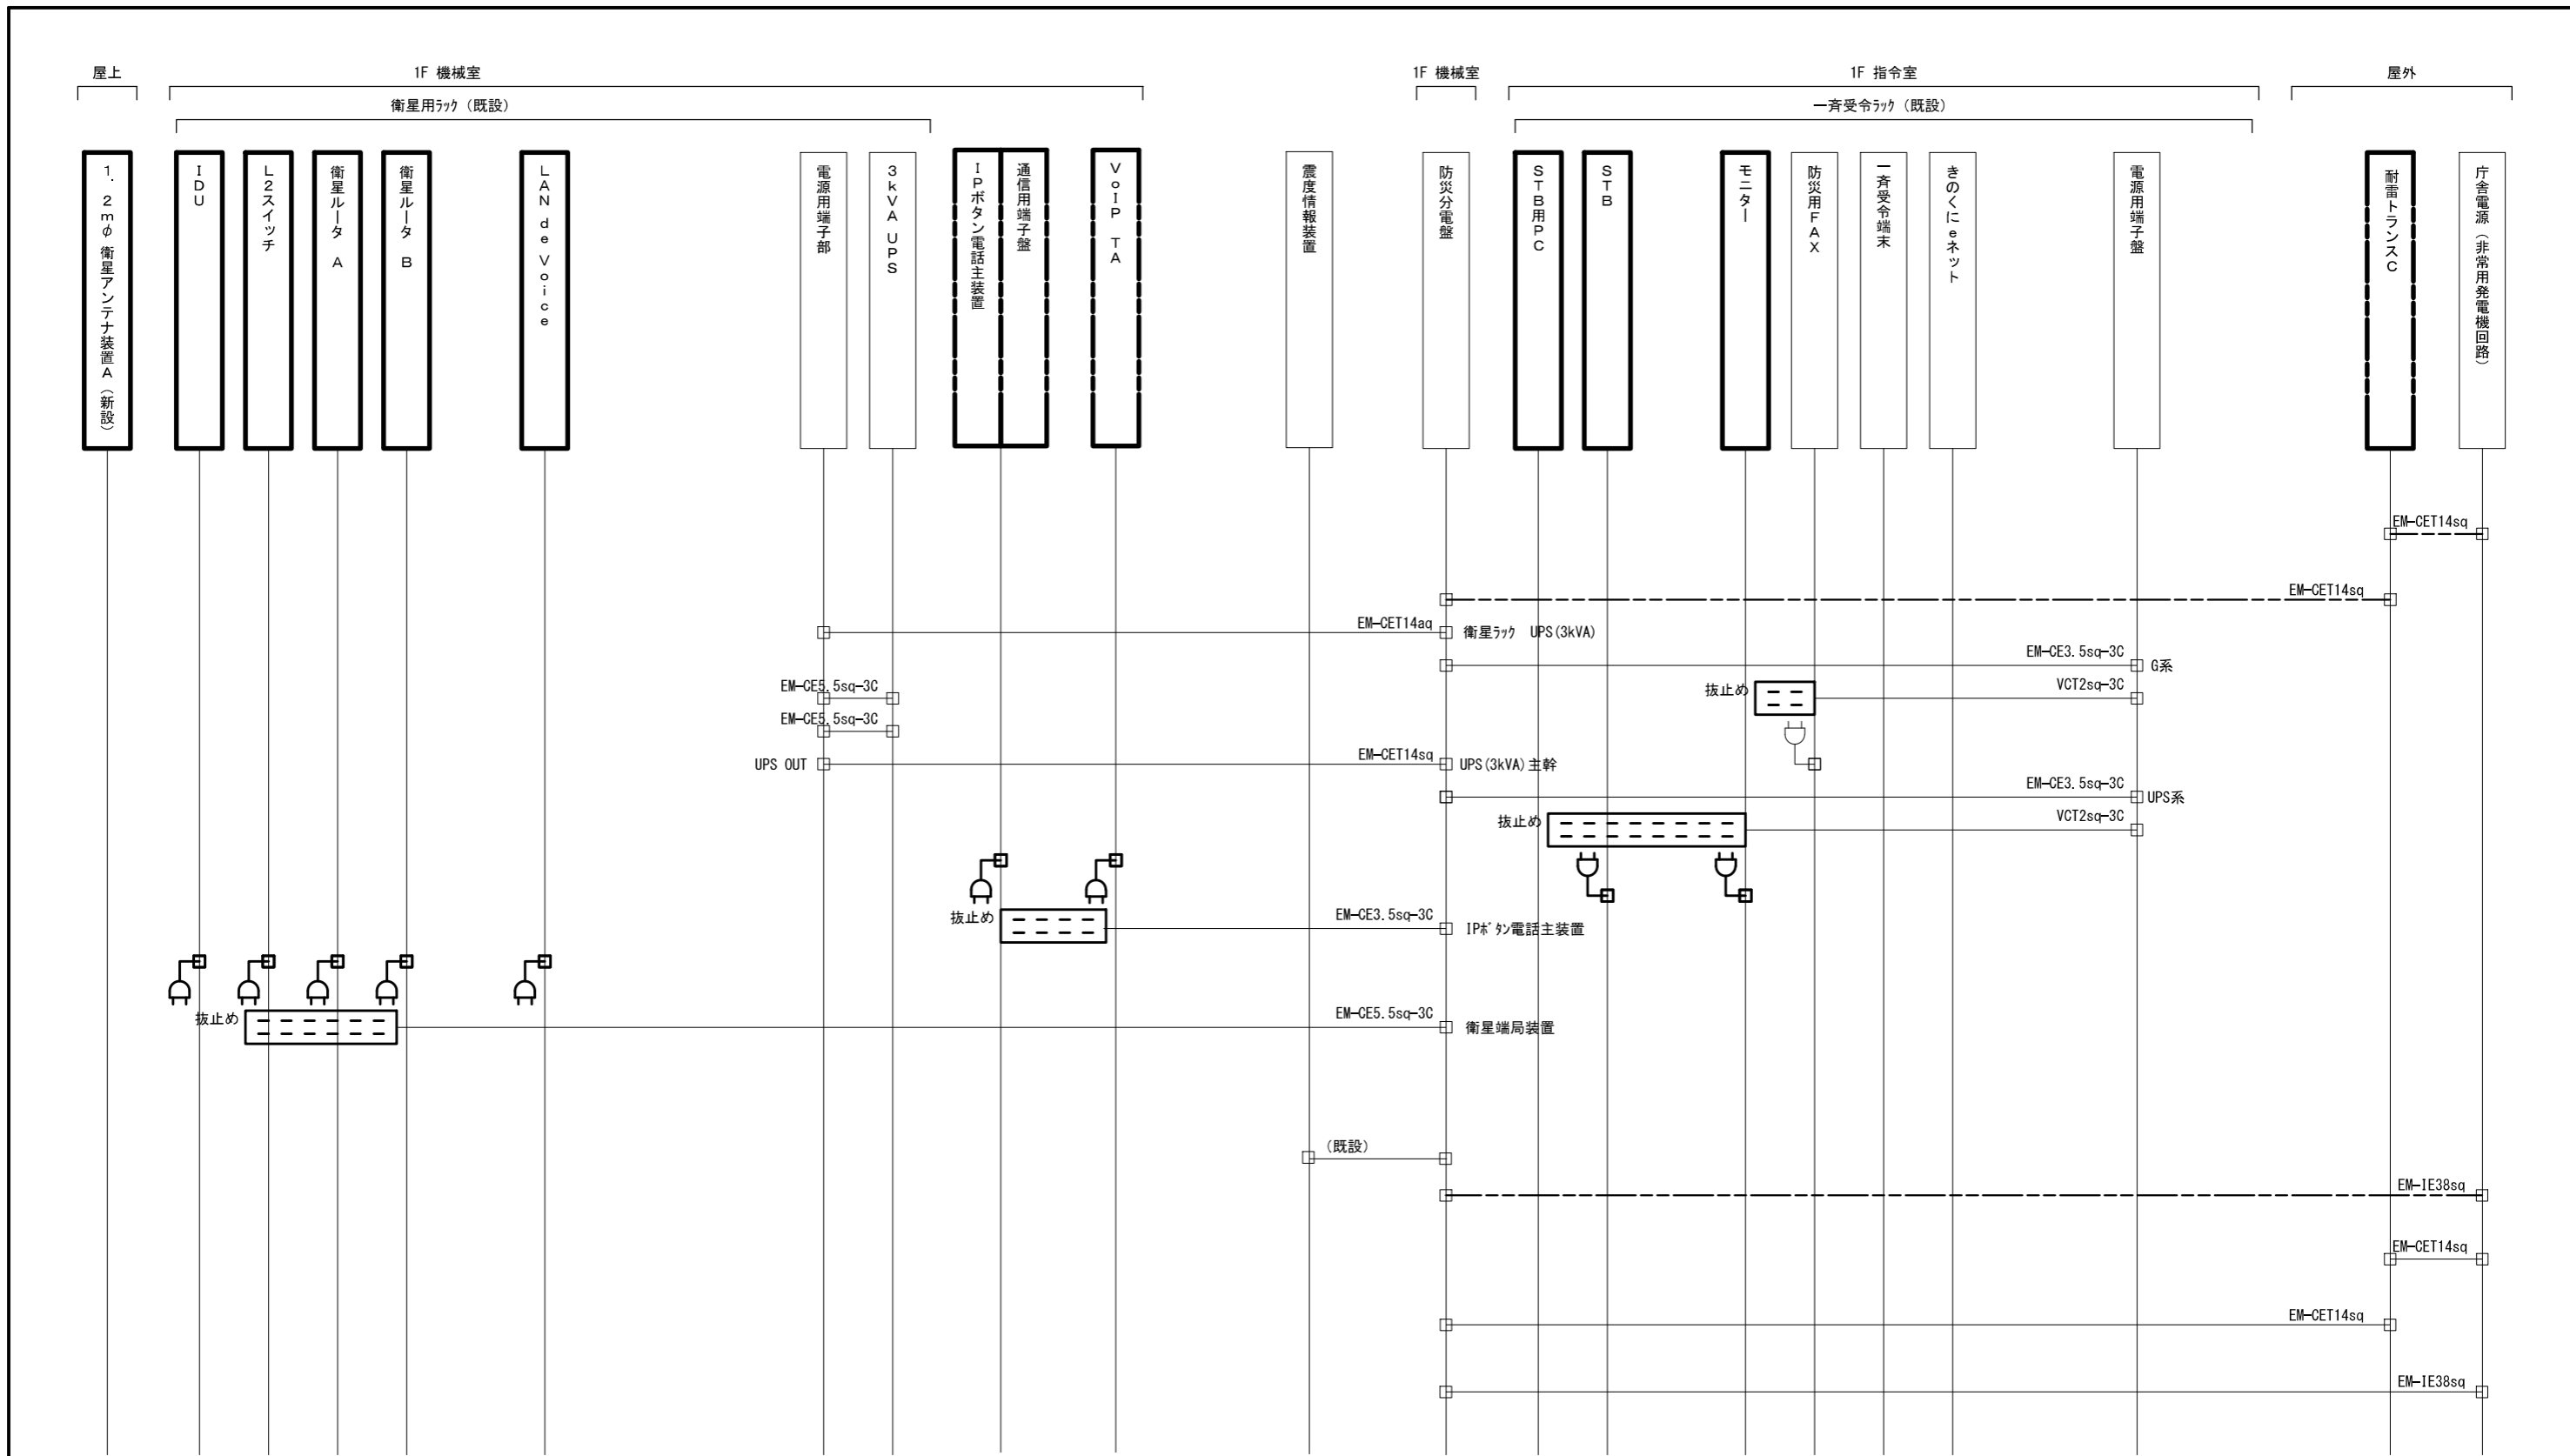 屋上
1F 機械室
1F 機械室
1F 指令室
屋外
衛星用ﾗｯｸ（既設）
一斉受令ﾗｯｸ（既設）
１．２ｍφ 衛星アンテナ装置Ａ（新設）
ＩＤＵ
Ｌ２スイッチ
衛星ルータ　Ａ
衛星ルータ　Ｂ
ＬＡＮ ｄｅ Ｖｏｉｃｅ
電源用端子部
３ｋＶＡ ＵＰＳ
ＩＰボタン電話主装置
通信用端子盤
ＶｏＩＰ　ＴＡ
震度情報装置
防災分電盤
ＳＴＢ用ＰＣ
ＳＴＢ
モニター
防災用ＦＡＸ
一斉受令端末
きのくにｅネット
電源用端子盤
耐雷トランスＣ
庁舎電源（非常用発電機回路）
EM-CET14sq
EM-CET14sq
EM-CET14aq
衛星ﾗｯｸ　UPS(3kVA)
EM-CE3.5sq-3C
G系
EM-CE5.5sq-3C
抜止め
VCT2sq-3C
EM-CE5.5sq-3C
UPS OUT
EM-CET14sq
UPS(3kVA)主幹
EM-CE3.5sq-3C
UPS系
抜止め
VCT2sq-3C
抜止め
EM-CE3.5sq-3C
IPﾎﾞﾀﾝ電話主装置
抜止め
EM-CE5.5sq-3C
衛星端局装置
（既設）
EM-IE38sq
EM-CET14sq
EM-CET14sq
EM-IE38sq